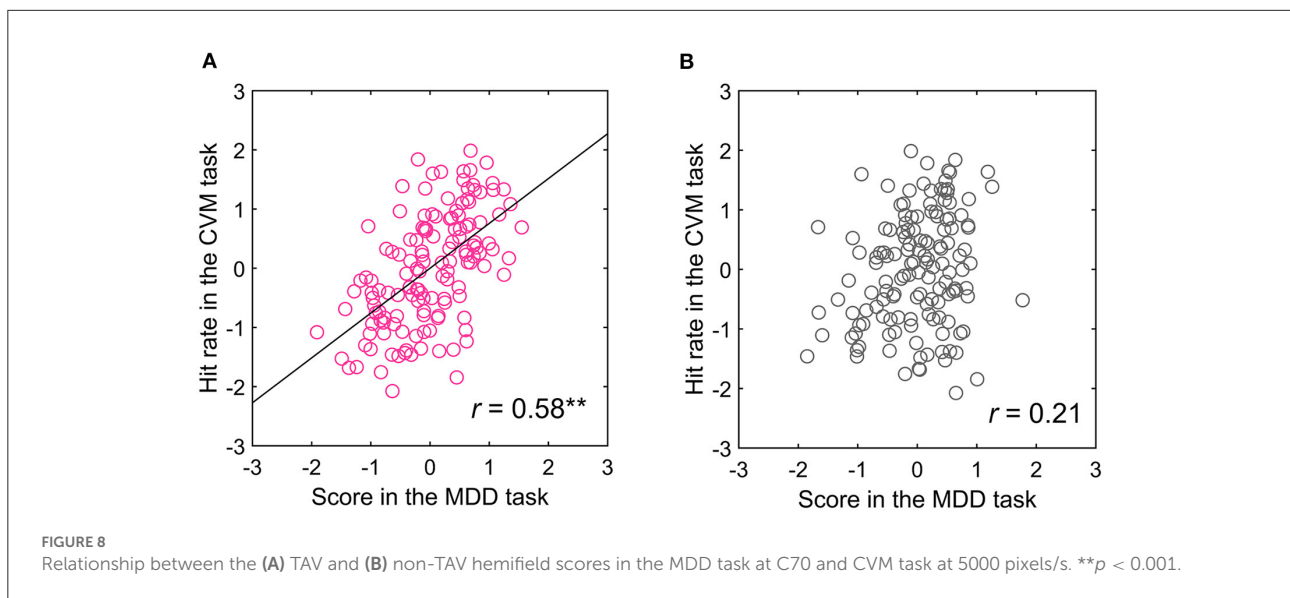 A
3
2
1
0
-1
-2
-3
Hit rate in the CVM task
r = 0.58**
-3 -2 -1 0 1 2 3
Score in the MDD task
B
3
2
1
0
-1
-2
-3
Hit rate in the CVM task
r = 0.21
-3 -2 -1 0 1 2 3
Score in the MDD task
FIGURE 8
Relationship between the (A) TAV and (B) non-TAV hemifield scores in the MDD task at C70 and CVM task at 5000 pixels/s. **p < 0.001.